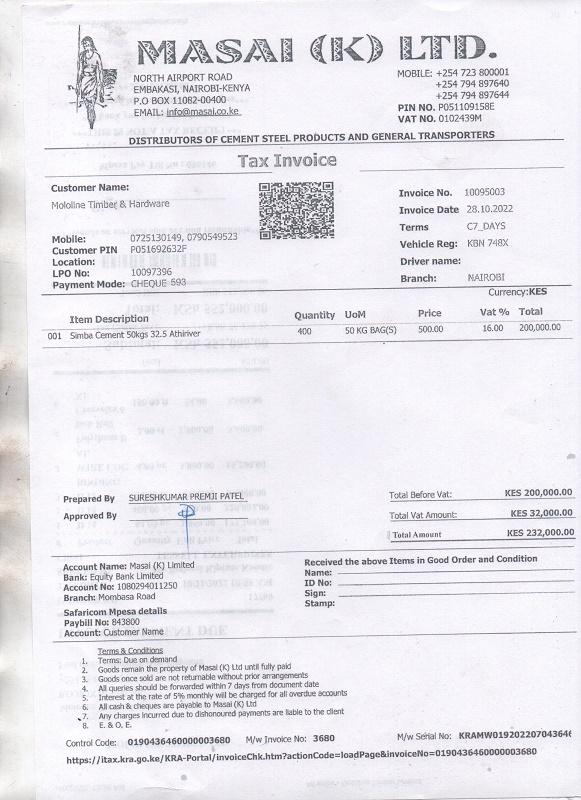 MASAI (K) LTD.
NORTH AIRPORT ROAD
EMBAKASI, NAIROBI-KENYA
P.O BOX 11082-00400
EMAIL: info@masai.co.ke
MOBILE: +254 723 800001
+254 794 897640
+254 794 897644
PIN NO. P051109158E
VAT NO. 0102439M
DISTRIBUTORS OF CEMENT STEEL PRODUCTS AND GENERAL TRANSPORTERS
Tax Invoice
Customer Name:
Mololine Timber & Hardware
Mobile: 0725130149, 0790549523
Customer PIN P051692632F
Location:
LPO No: 10097396
Payment Mode: CHEQUE 593
Invoice No. 10095003
Invoice Date 28.10.2022
Terms C7_DAYS
Vehicle Reg: KBN 748X
Driver name:
Branch: NAIROBI
Currency:KES
Item Description Quantity UoM Price Vat % Total
001 Simba Cement 50kgs 32.5 Athiriver 400 50 KG BAG(S) 500.00 16.00 200,000.00
Prepared By SURESHKUMAR PREMJI PATEL
Approved By
Total Before Vat: KES 200,000.00
Total Vat Amount: KES 32,000.00
Total Amount KES 232,000.00
Account Name: Masai (K) Limited
Bank: Equity Bank Limited
Account No: 1080294011250
Branch: Mombasa Road
Safaricom Mpesa details
Paybill No: 843800
Account: Customer Name
Received the above Items in Good Order and Condition
Name:
ID No:
Sign:
Stamp:
Terms & Conditions
1. Terms: Due on demand
2. Goods remain the property of Masai (K) Ltd until fully paid
3. Goods once sold are not returnable without prior arrangements
4. All queries should be forwarded within 7 days from document date
5. Interest at the rate of 5% monthly will be charged for all overdue accounts
6. All cash & cheques are payable to Masai (K) Ltd
7. Any charges incurred due to dishonoured payments are liable to the client
8. E. & O. E.
Control Code: 0190436460000003680 M/w Invoice No: 3680 M/w Serial No: KRAMW01920220704364
https://itax.kra.go.ke/KRA-Portal/invoiceChk.htm?actionCode=loadPage&invoiceNo=0190436460000003680